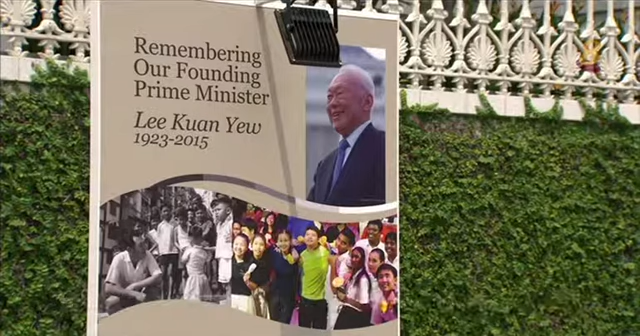 Remembering
Our Founding
Prime Minister
Lee Kuan Yew
1923-2015